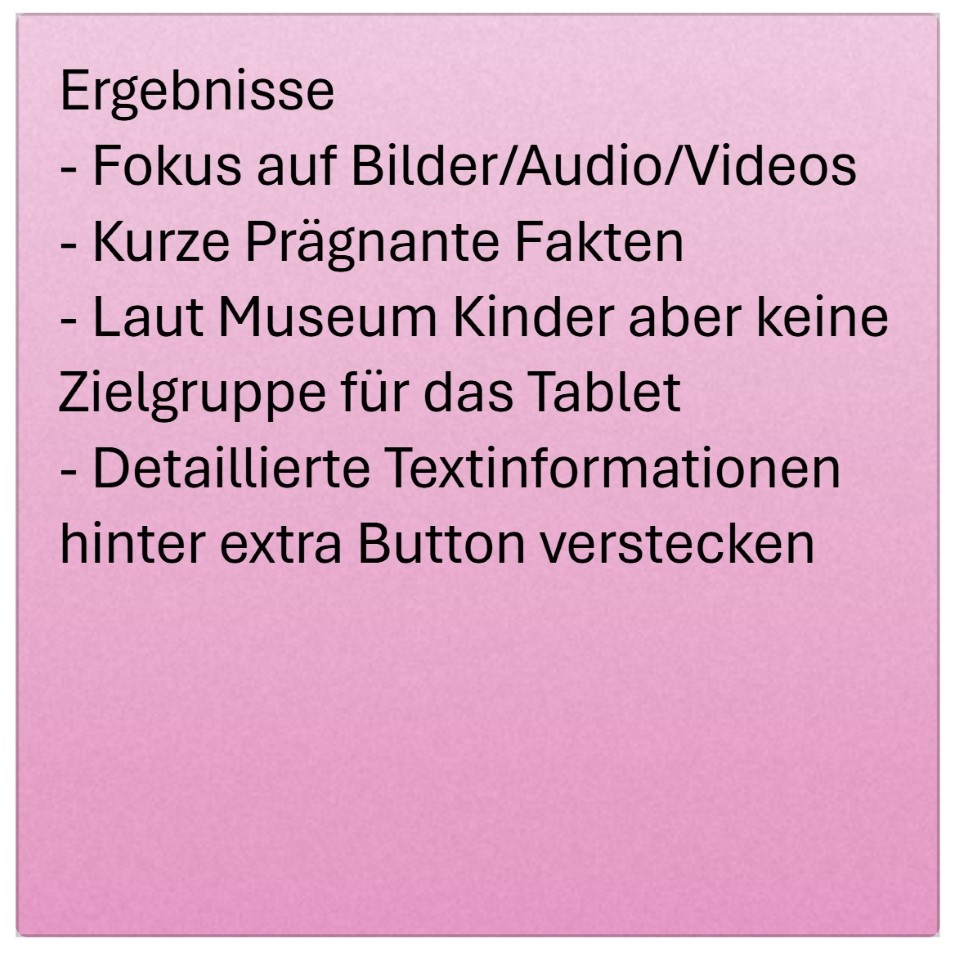 Ergebnisse
- Fokus auf Bilder/Audio/Videos
- Kurze Prägnante Fakten
- Laut Museum Kinder aber keine
Zielgruppe für das Tablet
- Detaillierte Textinformationen
hinter extra Button verstecken